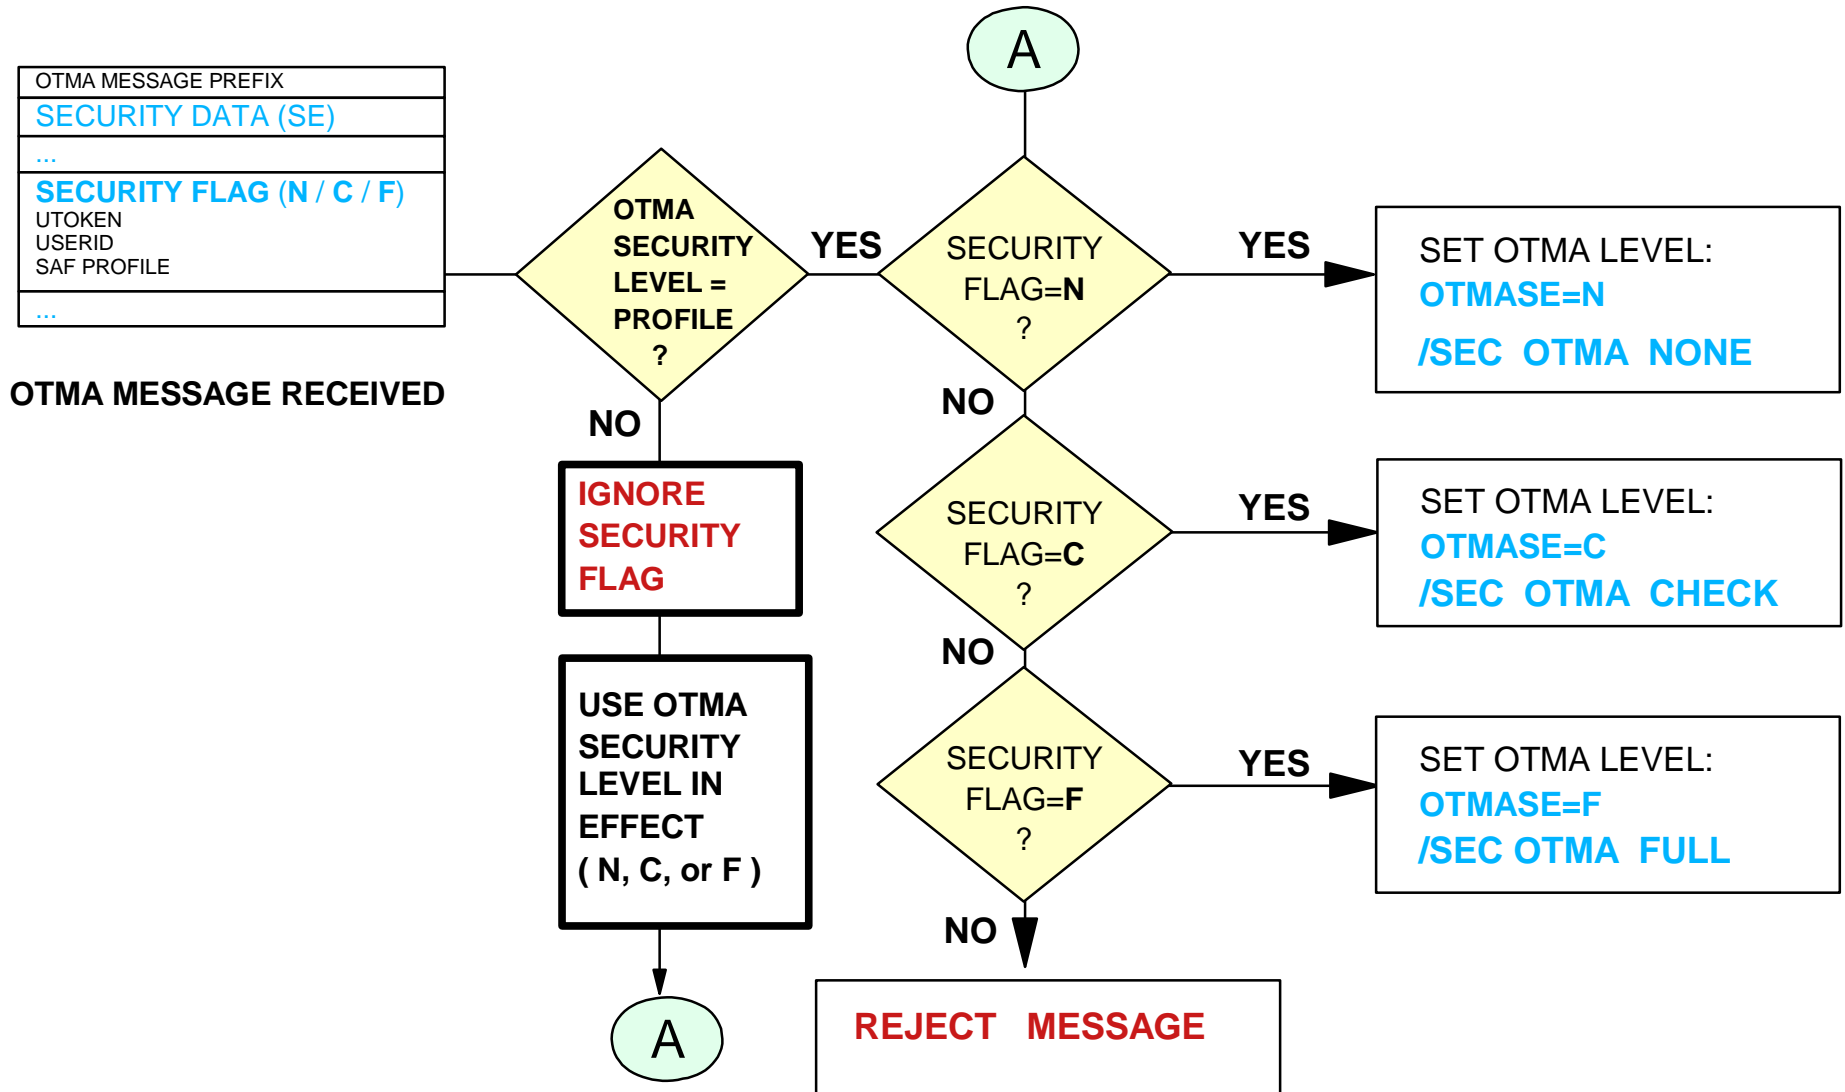 A
OTMA MESSAGE PREFIX
SECURITY DATA (SE)
...
SECURITY FLAG (N / C / F)
UTOKEN
USERID
SAF PROFILE
...
OTMA MESSAGE RECEIVED
OTMA
SECURITY
LEVEL =
PROFILE
?
YES
NO
IGNORE
SECURITY
FLAG
USE OTMA
SECURITY
LEVEL IN
EFFECT
( N, C, or F )
A
SECURITY
FLAG=N
?
YES
SET OTMA LEVEL:
OTMASE=N
/SEC OTMA NONE
NO
SECURITY
FLAG=C
?
YES
SET OTMA LEVEL:
OTMASE=C
/SEC OTMA CHECK
NO
SECURITY
FLAG=F
?
YES
SET OTMA LEVEL:
OTMASE=F
/SEC OTMA FULL
NO
REJECT MESSAGE